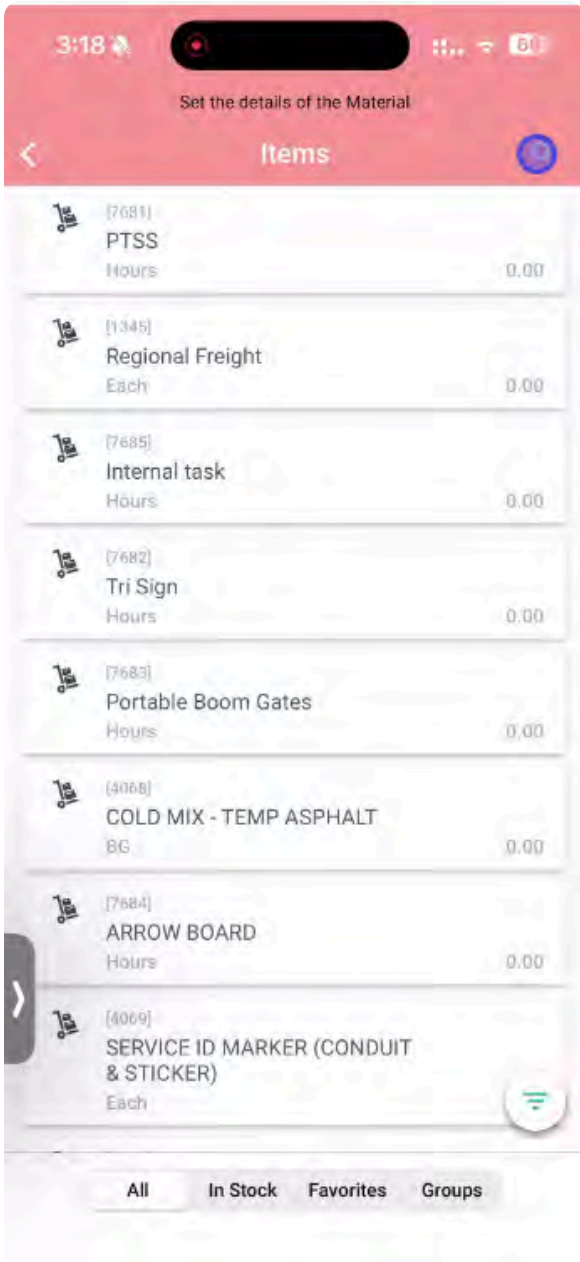 3:18
Set the details of the Material
Items
[7681]
PTSS
Hours 0.00
[1345]
Regional Freight
Each 0.00
[7685]
Internal task
Hours 0.00
[7682]
Tri Sign
Hours 0.00
[7683]
Portable Boom Gates
Hours 0.00
[4068]
COLD MIX - TEMP ASPHALT
BG 0.00
[7684]
ARROW BOARD
Hours 0.00
[4069]
SERVICE ID MARKER (CONDUIT
& STICKER)
Each
All In Stock Favorites Groups